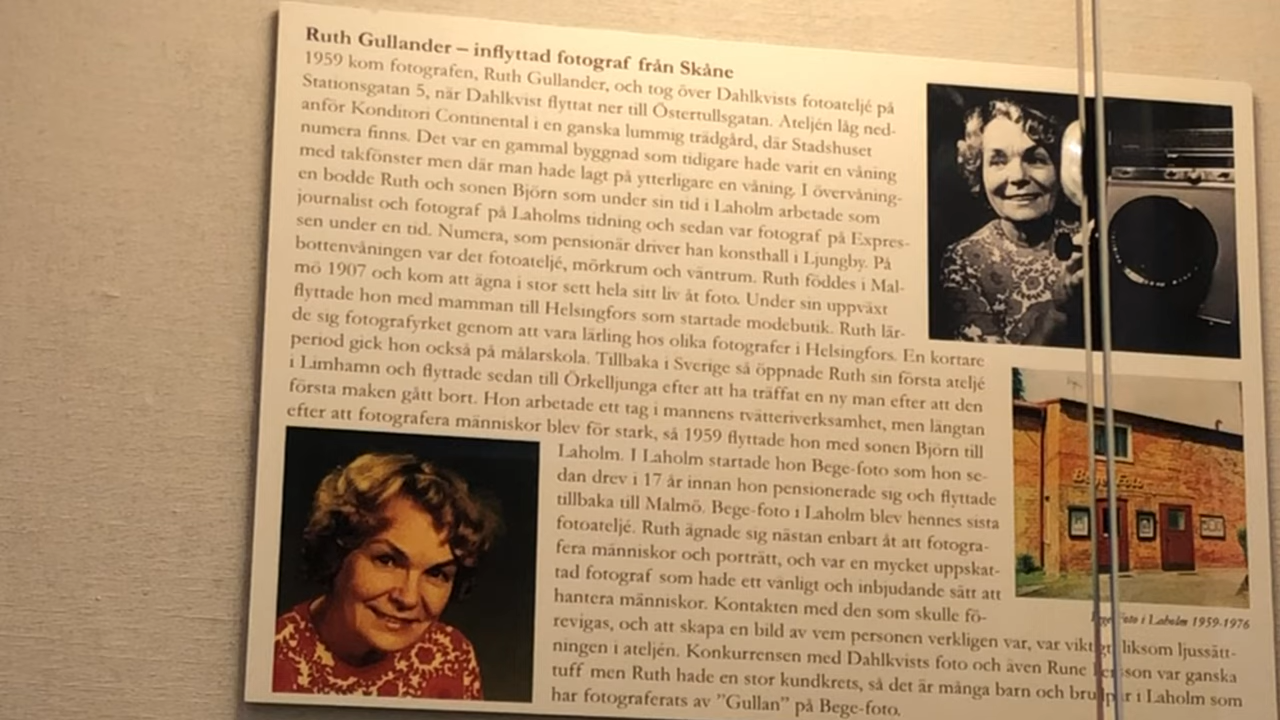 Ruth Gullander – inflyttad fotograf från Skåne
1959 kom fotografen, Ruth Gullander, och tog över Dahlkvists fotoateljé på
Stationsgatan 5, när Dahlkvist flyttat ner till Östertullsgatan. Ateljén låg ned-
anför Konditori Continental i en ganska lummig trädgård, där Stadshuset
numera finns. Det var en gammal byggnad som tidigare hade varit en våning
med takfönster men där man hade lagt på ytterligare en våning. I övervåning-
en bodde Ruth och sonen Björn som under sin tid i Laholm arbetade som
journalist och fotograf på Laholms tidning och sedan var fotograf på Expres-
sen under en tid. Numera, som pensionär driver han konsthall i Ljungby. På
bottenvåningen var det fotoateljé, mörkrum och väntrum. Ruth föddes i Mal-
mö 1907 och kom att ägna i stor sett hela sitt liv åt foto. Under sin uppväxt
flyttade hon med mamman till Helsingfors som startade modebutik. Ruth lär-
de sig fotografyrket genom att vara lärling hos olika fotografer i Helsingfors. En kortare
period gick hon också på målarskola. Tillbaka i Sverige så öppnade Ruth sin första ateljé
i Limhamn och flyttade sedan till Örkelljunga efter att ha träffat en ny man efter att den
första maken gått bort. Hon arbetade ett tag i mannens tvätteriverksamhet, men längtan
efter att fotografera människor blev för stark, så 1959 flyttade hon med sonen Björn till
Laholm. I Laholm startade hon Bege-foto som hon se-
dan drev i 17 år innan hon pensionerade sig och flyttade
tillbaka till Malmö. Bege-foto i Laholm blev hennes sista
fotoateljé. Ruth ägnade sig nästan enbart åt att fotogra-
fera människor och porträtt, och var en mycket uppskat-
tad fotograf som hade ett vänligt och inbjudande sätt att
hantera människor. Kontakten med den som skulle fö-
revigas, och att skapa en bild av vem personen verkligen var, var viktigt liksom ljussätt-
ningen i ateljén. Konkurrensen med Dahlkvists foto och även Rune Persson var ganska
tuff men Ruth hade en stor kundkrets, så det är många barn och brudpar i Laholm som
har fotograferats av ”Gullan” på Bege-foto.
Bege Foto
Bege Foto i Laholm 1959-1976